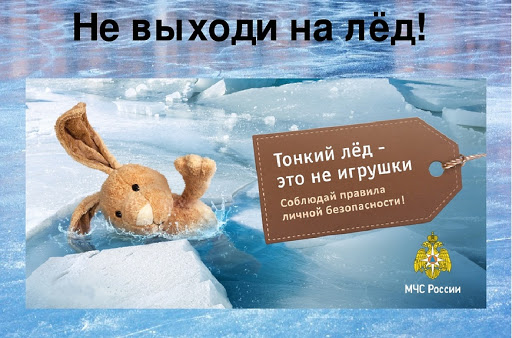 Не выходи на лёд!
Тонкий лёд -
это не игрушки
Соблюдай правила
личной безопасности!
МЧС России